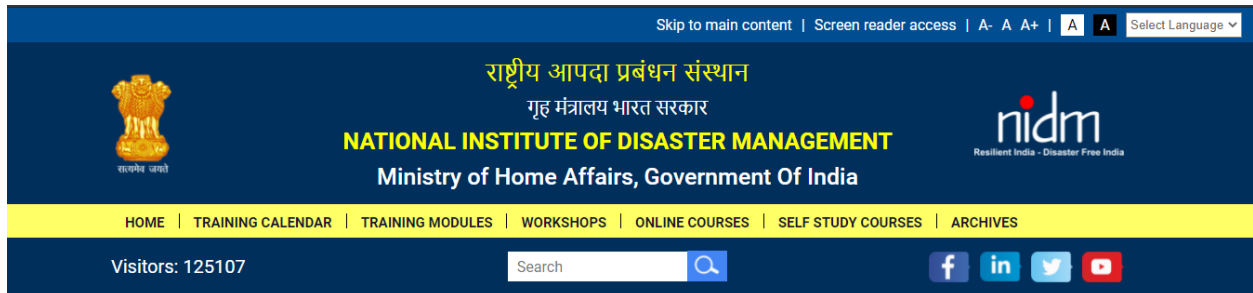 Skip to main content | Screen reader access | A- A A+ | A A Select Language
राष्ट्रीय आपदा प्रबंधन संस्थान
गृह मंत्रालय भारत सरकार
NATIONAL INSTITUTE OF DISASTER MANAGEMENT
Ministry of Home Affairs, Government Of India
सत्यमेव जयते
nidm
Resilient India - Disaster Free India
HOME | TRAINING CALENDAR | TRAINING MODULES | WORKSHOPS | ONLINE COURSES | SELF STUDY COURSES | ARCHIVES
Visitors: 125107
Search
f in